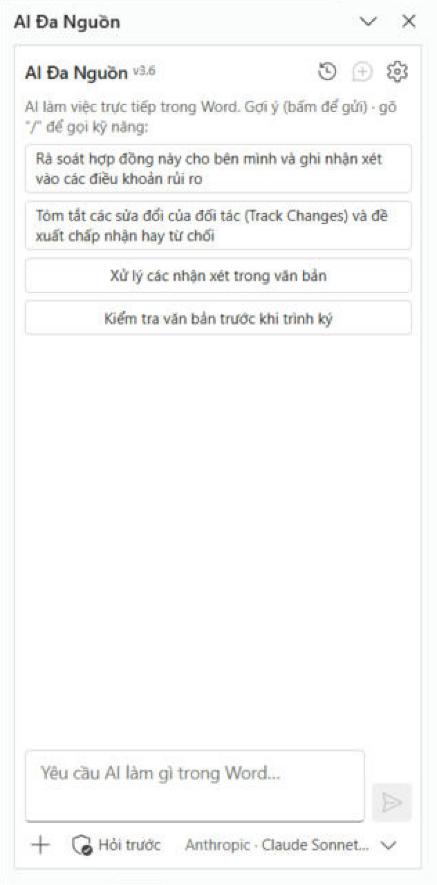 AI Đa Nguồn
AI Đa Nguồn v3.6
AI làm việc trực tiếp trong Word. Gợi ý (bấm để gửi) · gõ
"/" để gọi kỹ năng:
Rà soát hợp đồng này cho bên mình và ghi nhận xét
vào các điều khoản rủi ro
Tóm tắt các sửa đổi của đối tác (Track Changes) và đề
xuất chấp nhận hay từ chối
Xử lý các nhận xét trong văn bản
Kiểm tra văn bản trước khi trình ký
Yêu cầu AI làm gì trong Word...
Hỏi trước
Anthropic · Claude Sonnet...